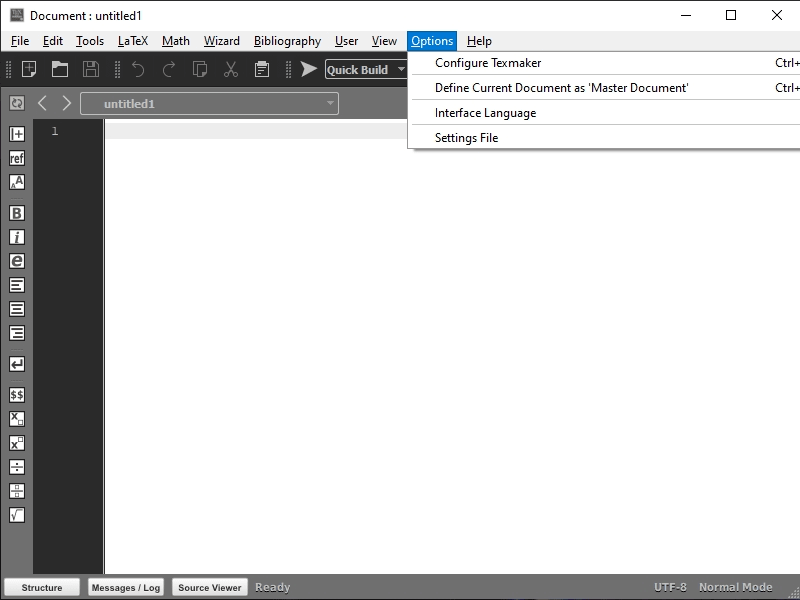 Document : untitled1
File Edit Tools LaTeX Math Wizard Bibliography User View Options Help
Quick Build
Configure Texmaker Ctrl+
Define Current Document as 'Master Document' Ctrl+
Interface Language
Settings File
untitled1
1
ref
AA
B
i
e
$$
x
x
Structure Messages / Log Source Viewer Ready UTF-8 Normal Mode